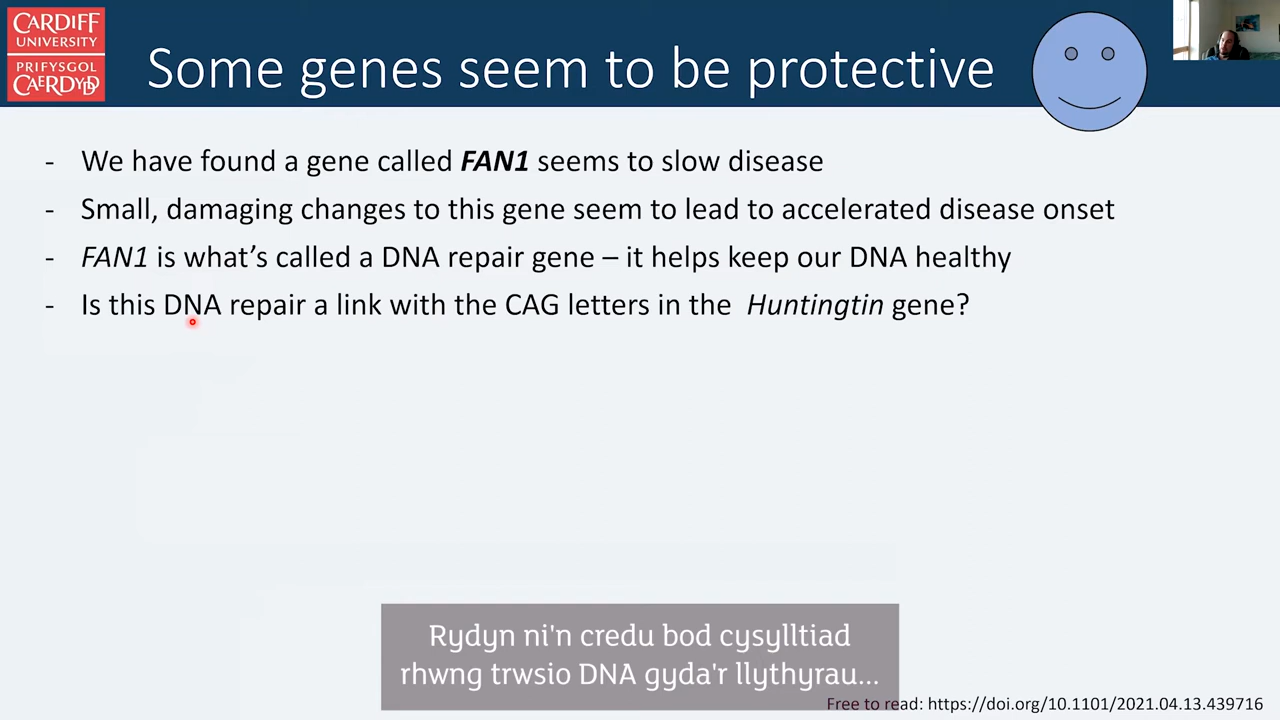 CARDIFF
UNIVERSITY
PRIFYSGOL
CAERDYDD
Some genes seem to be protective
- We have found a gene called FAN1 seems to slow disease
- Small, damaging changes to this gene seem to lead to accelerated disease onset
- FAN1 is what's called a DNA repair gene – it helps keep our DNA healthy
- Is this DNA repair a link with the CAG letters in the Huntingtin gene?
Rydyn ni'n credu bod cysylltiad
rhwng trwsio DNA gyda'r llythyrau...
Free to read: https://doi.org/10.1101/2021.04.13.439716